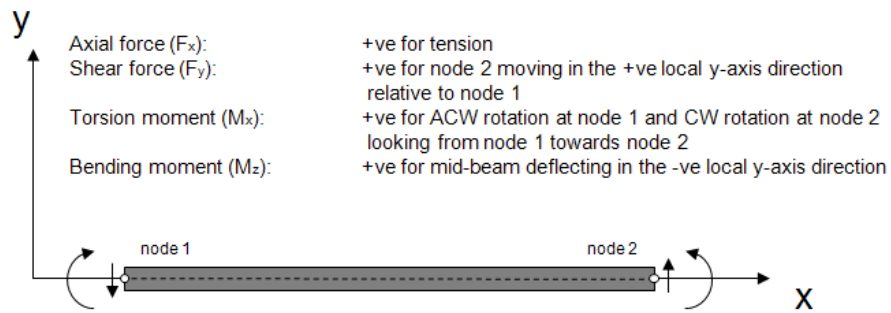 y
Axial force (Fx): +ve for tension
Shear force (Fy): +ve for node 2 moving in the +ve local y-axis direction
relative to node 1
Torsion moment (Mx): +ve for ACW rotation at node 1 and CW rotation at node 2
looking from node 1 towards node 2
Bending moment (Mz): +ve for mid-beam deflecting in the -ve local y-axis direction
node 1 node 2
x